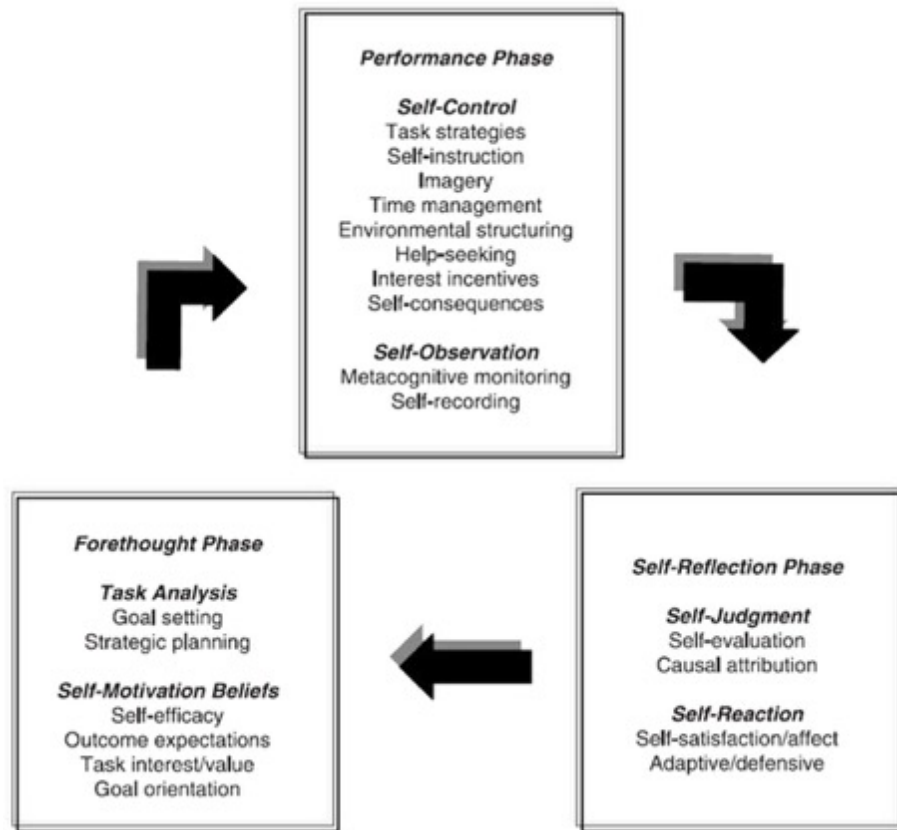 Performance Phase
Self-Control
Task strategies
Self-instruction
Imagery
Time management
Environmental structuring
Help-seeking
Interest incentives
Self-consequences
Self-Observation
Metacognitive monitoring
Self-recording
Forethought Phase
Task Analysis
Goal setting
Strategic planning
Self-Motivation Beliefs
Self-efficacy
Outcome expectations
Task interest/value
Goal orientation
Self-Reflection Phase
Self-Judgment
Self-evaluation
Causal attribution
Self-Reaction
Self-satisfaction/affect
Adaptive/defensive